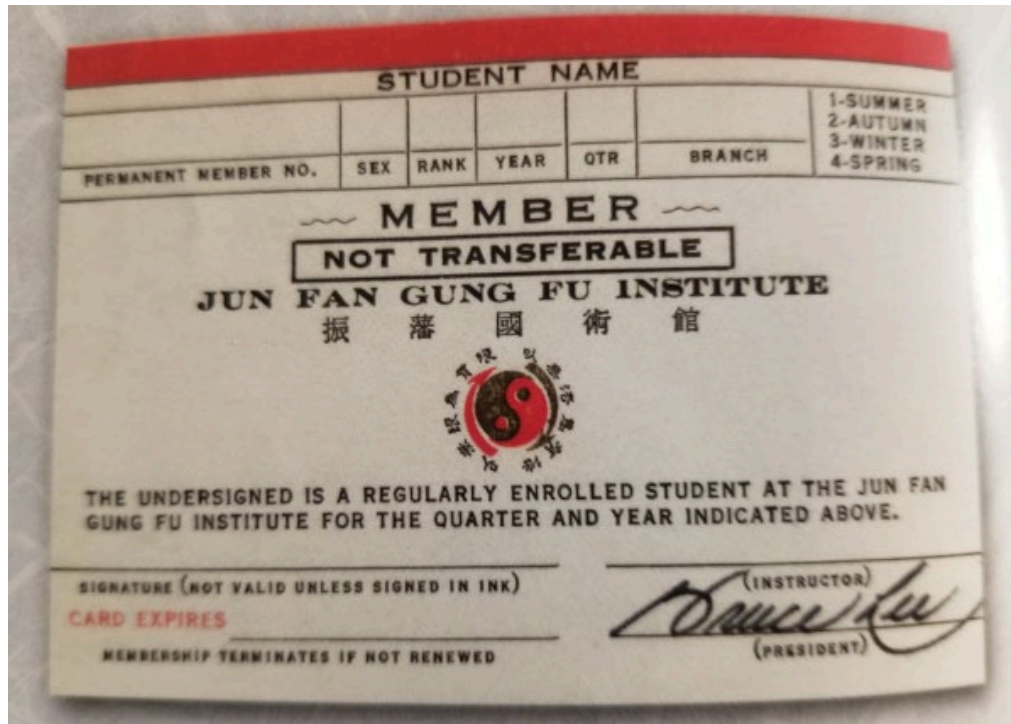 STUDENT NAME
1-SUMMER
2-AUTUMN
3-WINTER
4-SPRING
PERMANENT MEMBER NO. SEX RANK YEAR QTR BRANCH
MEMBER
NOT TRANSFERABLE
JUN FAN GUNG FU INSTITUTE
振 藩 國 術 館
THE UNDERSIGNED IS A REGULARLY ENROLLED STUDENT AT THE JUN FAN
GUNG FU INSTITUTE FOR THE QUARTER AND YEAR INDICATED ABOVE.
SIGNATURE (NOT VALID UNLESS SIGNED IN INK)
(INSTRUCTOR)
CARD EXPIRES
Bruce Lee
MEMBERSHIP TERMINATES IF NOT RENEWED
(PRESIDENT)